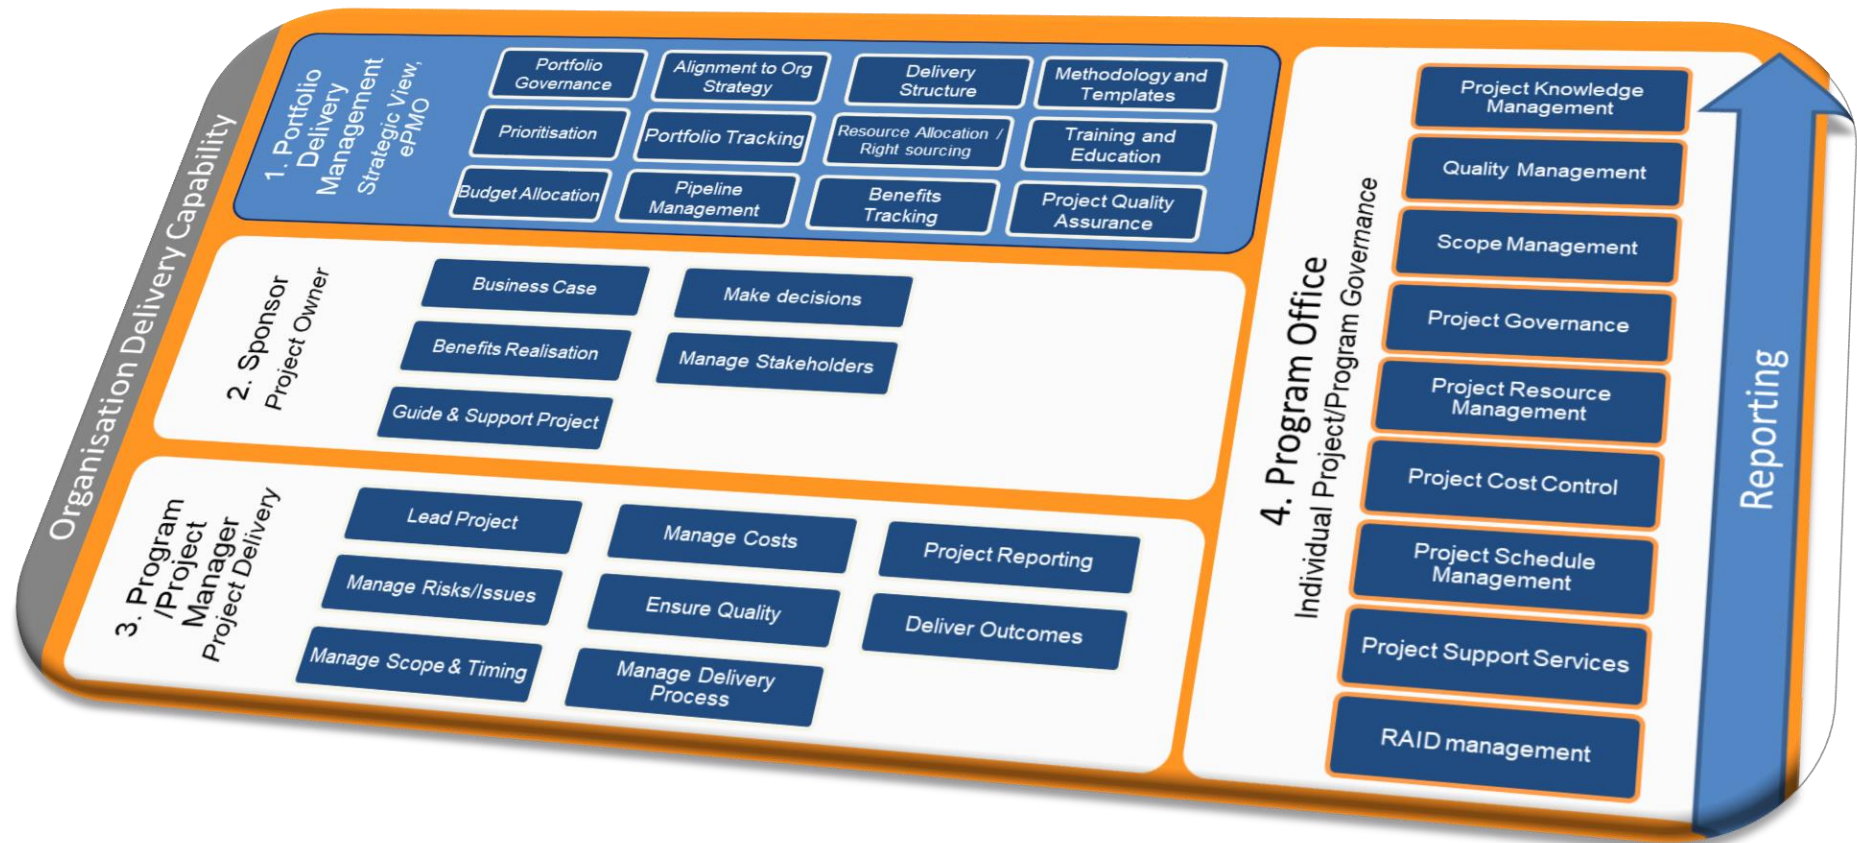 Organisation Delivery Capability
1. Portfolio
Delivery
Management
Strategic View,
ePMO
Portfolio
Governance
Alignment to Org
Strategy
Delivery
Structure
Methodology and
Templates
Prioritisation
Portfolio Tracking
Resource Allocation /
Right sourcing
Training and
Education
Budget Allocation
Pipeline
Management
Benefits
Tracking
Project Quality
Assurance
2. Sponsor
Project Owner
Business Case
Make decisions
Benefits Realisation
Manage Stakeholders
Guide & Support Project
3. Program
/Project
Manager
Project Delivery
Lead Project
Manage Costs
Project Reporting
Manage Risks/Issues
Ensure Quality
Deliver Outcomes
Manage Scope & Timing
Manage Delivery
Process
4. Program Office
Individual Project/Program Governance
Project Knowledge
Management
Quality Management
Scope Management
Project Governance
Project Resource
Management
Project Cost Control
Project Schedule
Management
Project Support Services
RAID management
Reporting